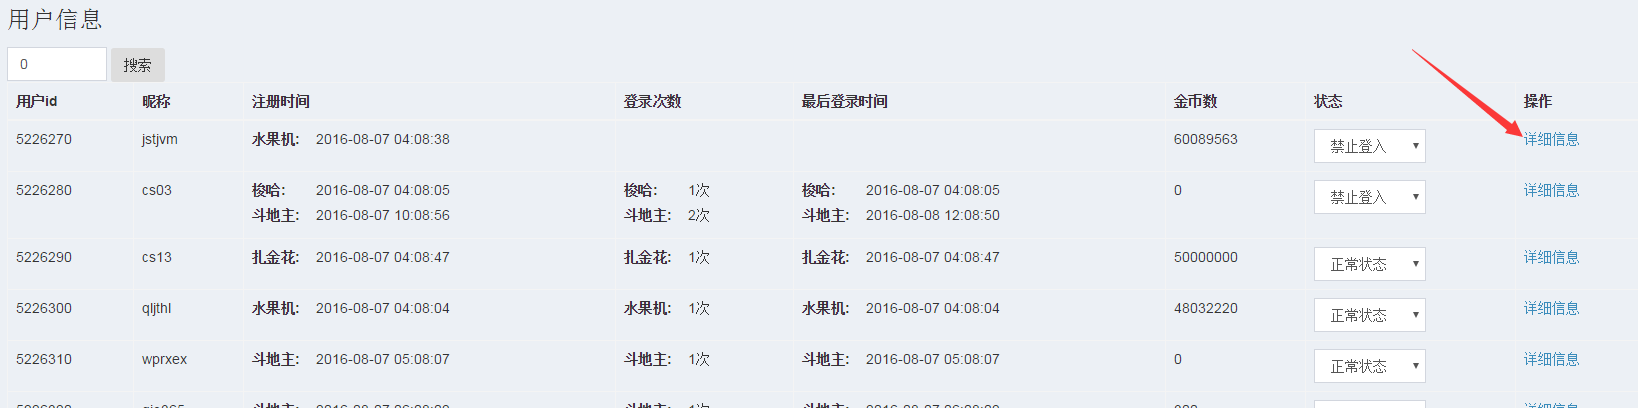 用户信息
0 搜索
用户id 昵称 注册时间 登录次数 最后登录时间 金币数 状态 操作
5226270 jstjvm 水果机: 2016-08-07 04:08:38 60089563 禁止登入 详细信息
5226280 cs03 梭哈: 2016-08-07 04:08:05 梭哈: 1次 梭哈: 2016-08-07 04:08:05 0 禁止登入 详细信息
斗地主: 2016-08-07 10:08:56 斗地主: 2次 斗地主: 2016-08-08 12:08:50
5226290 cs13 扎金花: 2016-08-07 04:08:47 扎金花: 1次 扎金花: 2016-08-07 04:08:47 50000000 正常状态 详细信息
5226300 qljthl 水果机: 2016-08-07 04:08:04 水果机: 1次 水果机: 2016-08-07 04:08:04 48032220 正常状态 详细信息
5226310 wprxex 斗地主: 2016-08-07 05:08:07 斗地主: 1次 斗地主: 2016-08-07 05:08:07 0 正常状态 详细信息